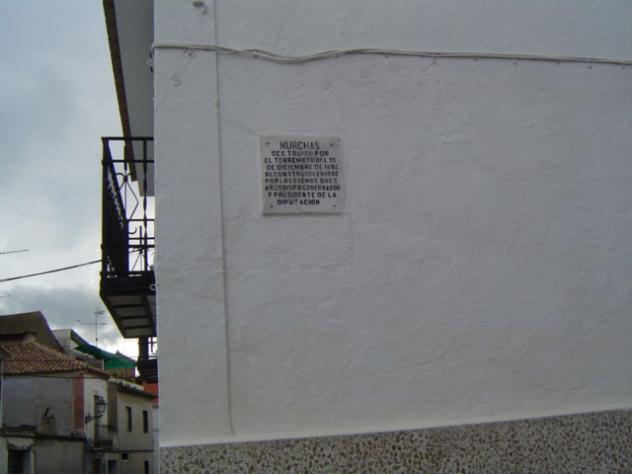 MURCHAS
DESTRUIDO POR
EL TERREMOTO DEL 25
DE DICIEMBRE DE 1884
RECONSTRUIDO EN
POR LOS EXCMOS SRES
ARZOBISPO GOBERNADOR
Y PRESIDENTE DE LA
DIPUTACION